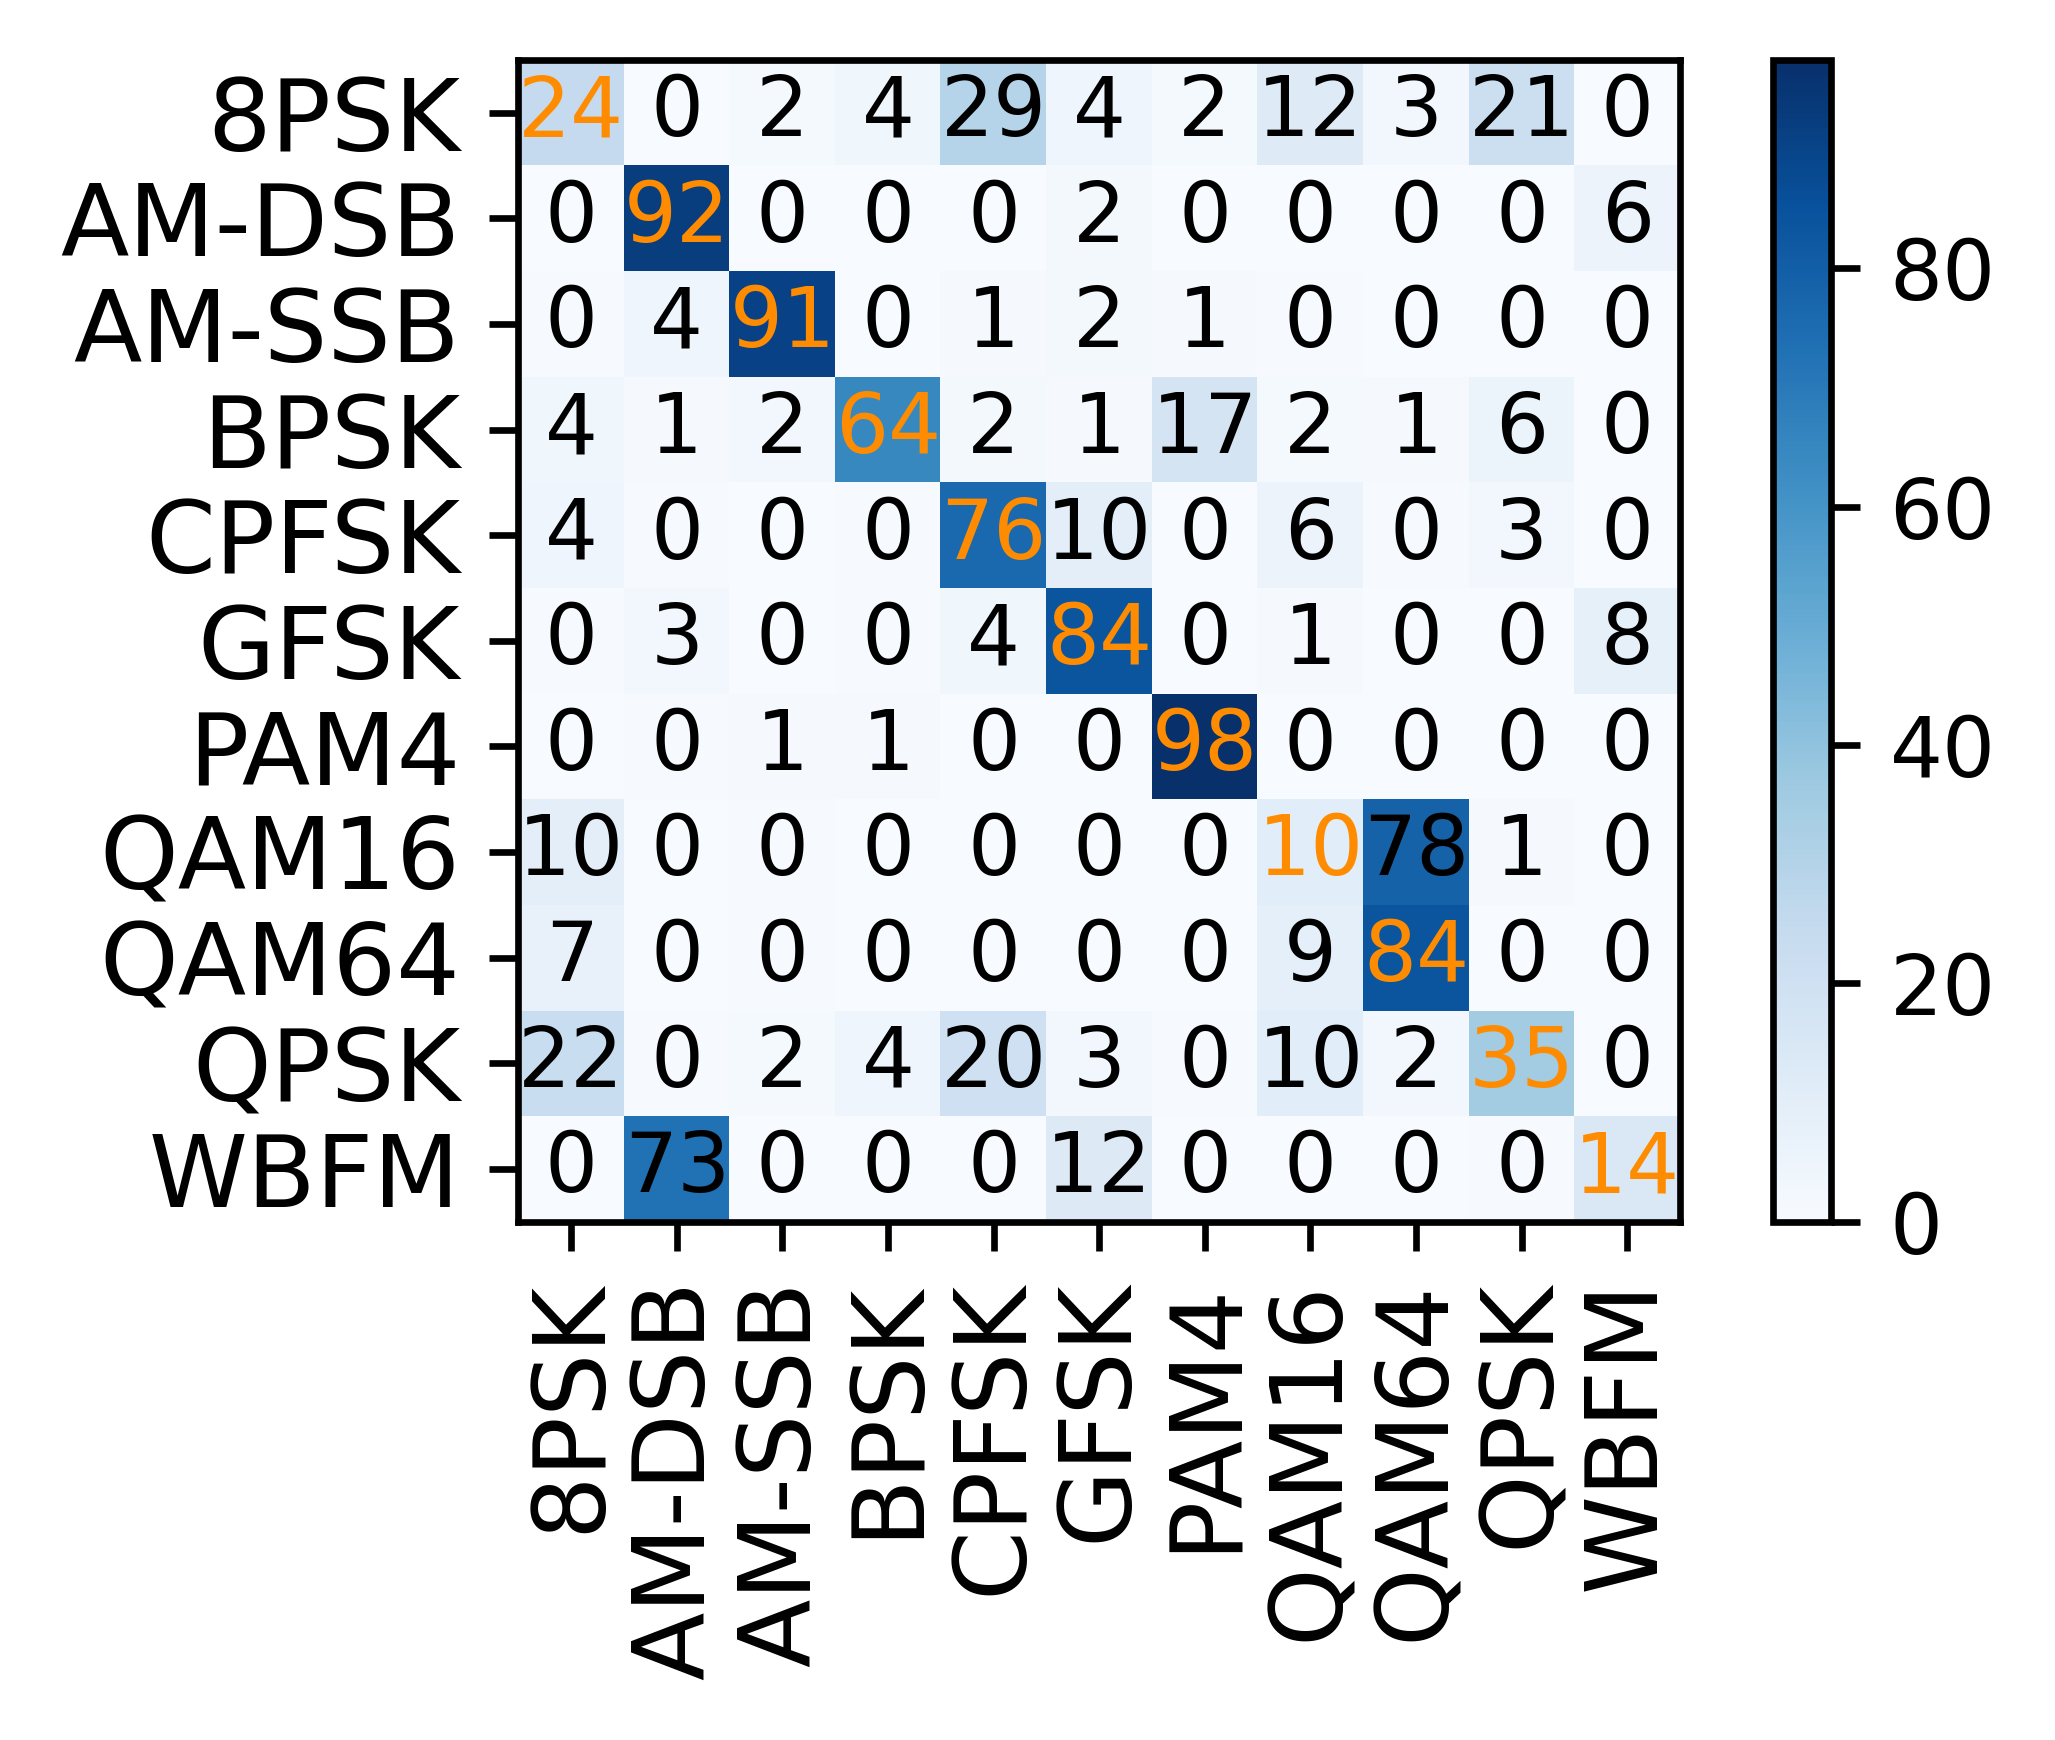 8PSK 24 0 2 4 29 4 2 12 3 21 0
AM-DSB 0 92 0 0 0 2 0 0 0 0 6
AM-SSB 0 4 91 0 1 2 1 0 0 0 0
BPSK 4 1 2 64 2 1 17 2 1 6 0
CPFSK 4 0 0 0 76 10 0 6 0 3 0
GFSK 0 3 0 0 4 84 0 1 0 0 8
PAM4 0 0 1 1 0 0 98 0 0 0 0
QAM16 10 0 0 0 0 0 0 10 78 1 0
QAM64 7 0 0 0 0 0 0 9 84 0 0
QPSK 22 0 2 4 20 3 0 10 2 35 0
WBFM 0 73 0 0 0 12 0 0 0 0 14
8PSK
AM-DSB
AM-SSB
BPSK
CPFSK
GFSK
PAM4
QAM16
QAM64
QPSK
WBFM
80
60
40
20
0